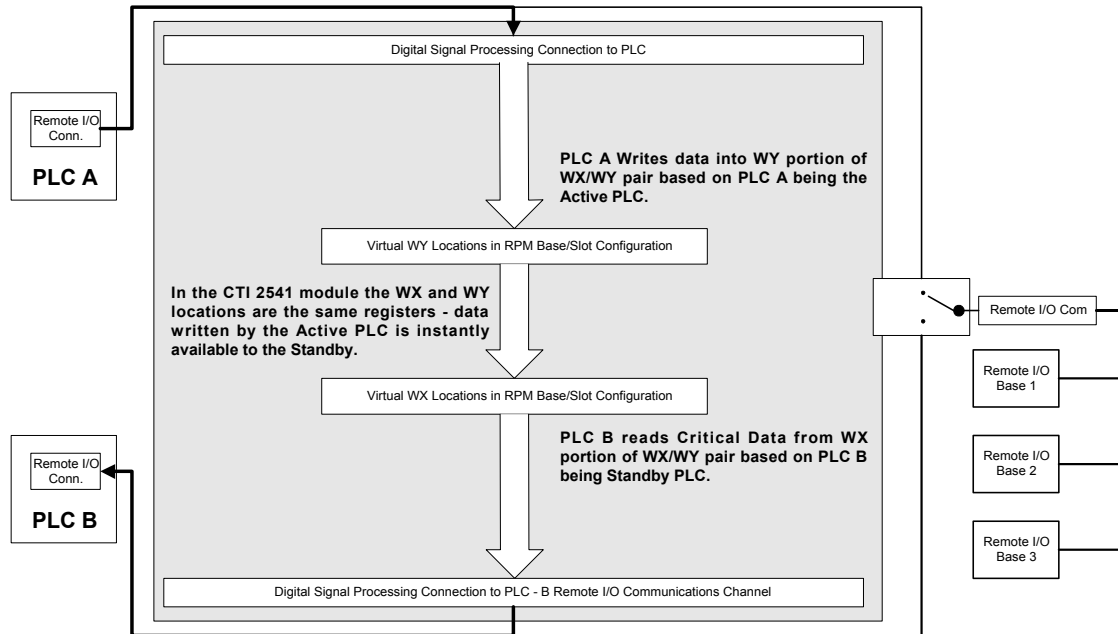 Digital Signal Processing Connection to PLC
Remote I/O
Conn.
PLC A
PLC A Writes data into WY portion of
WX/WY pair based on PLC A being the
Active PLC.
Virtual WY Locations in RPM Base/Slot Configuration
In the CTI 2541 module the WX and WY
locations are the same registers - data
written by the Active PLC is instantly
available to the Standby.
Remote I/O Com
Remote I/O
Base 1
Virtual WX Locations in RPM Base/Slot Configuration
PLC B reads Critical Data from WX
portion of WX/WY pair based on PLC B
being Standby PLC.
Remote I/O
Conn.
PLC B
Remote I/O
Base 2
Remote I/O
Base 3
Digital Signal Processing Connection to PLC - B Remote I/O Communications Channel